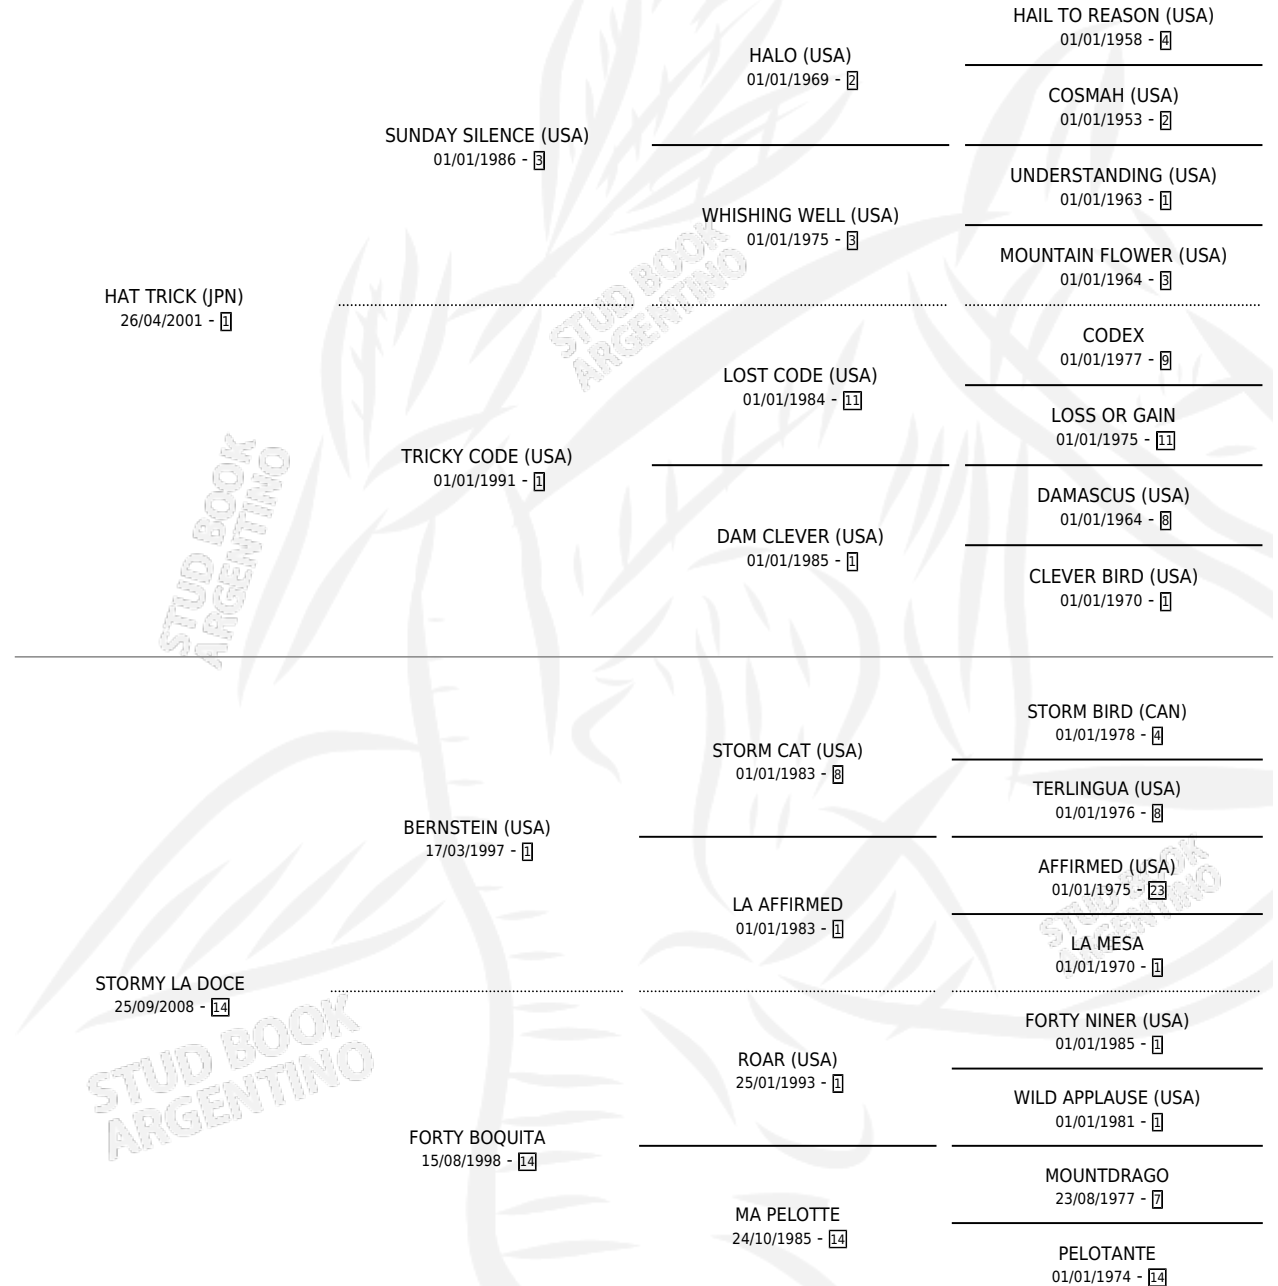 HAIL TO REASON (USA)
01/01/1958 - 4
HALO (USA)
01/01/1969 - 2
COSMAH (USA)
01/01/1953 - 2
SUNDAY SILENCE (USA)
01/01/1986 - 3
UNDERSTANDING (USA)
01/01/1963 - 1
WHISHING WELL (USA)
01/01/1975 - 3
MOUNTAIN FLOWER (USA)
01/01/1964 - 3
HAT TRICK (JPN)
26/04/2001 - 1
CODEX
01/01/1977 - 9
LOST CODE (USA)
01/01/1984 - 11
LOSS OR GAIN
01/01/1975 - 11
TRICKY CODE (USA)
01/01/1991 - 1
DAMASCUS (USA)
01/01/1964 - 8
DAM CLEVER (USA)
01/01/1985 - 1
CLEVER BIRD (USA)
01/01/1970 - 1
STORM BIRD (CAN)
01/01/1978 - 4
STORM CAT (USA)
01/01/1983 - 8
TERLINGUA (USA)
01/01/1976 - 8
BERNSTEIN (USA)
17/03/1997 - 1
AFFIRMED (USA)
01/01/1975 - 23
LA AFFIRMED
01/01/1983 - 1
LA MESA
01/01/1970 - 1
STORMY LA DOCE
25/09/2008 - 14
FORTY NINER (USA)
01/01/1985 - 1
ROAR (USA)
25/01/1993 - 1
WILD APPLAUSE (USA)
01/01/1981 - 1
FORTY BOQUITA
15/08/1998 - 14
MOUNTDRAGO
23/08/1977 - 7
MA PELOTTE
24/10/1985 - 14
PELOTANTE
01/01/1974 - 14
STUD BOOK
ARGENTINO
STUD BOOK
ARGENTINO
STUD BOOK
ARGENTINO
STUD BOOK
ARGENTINO